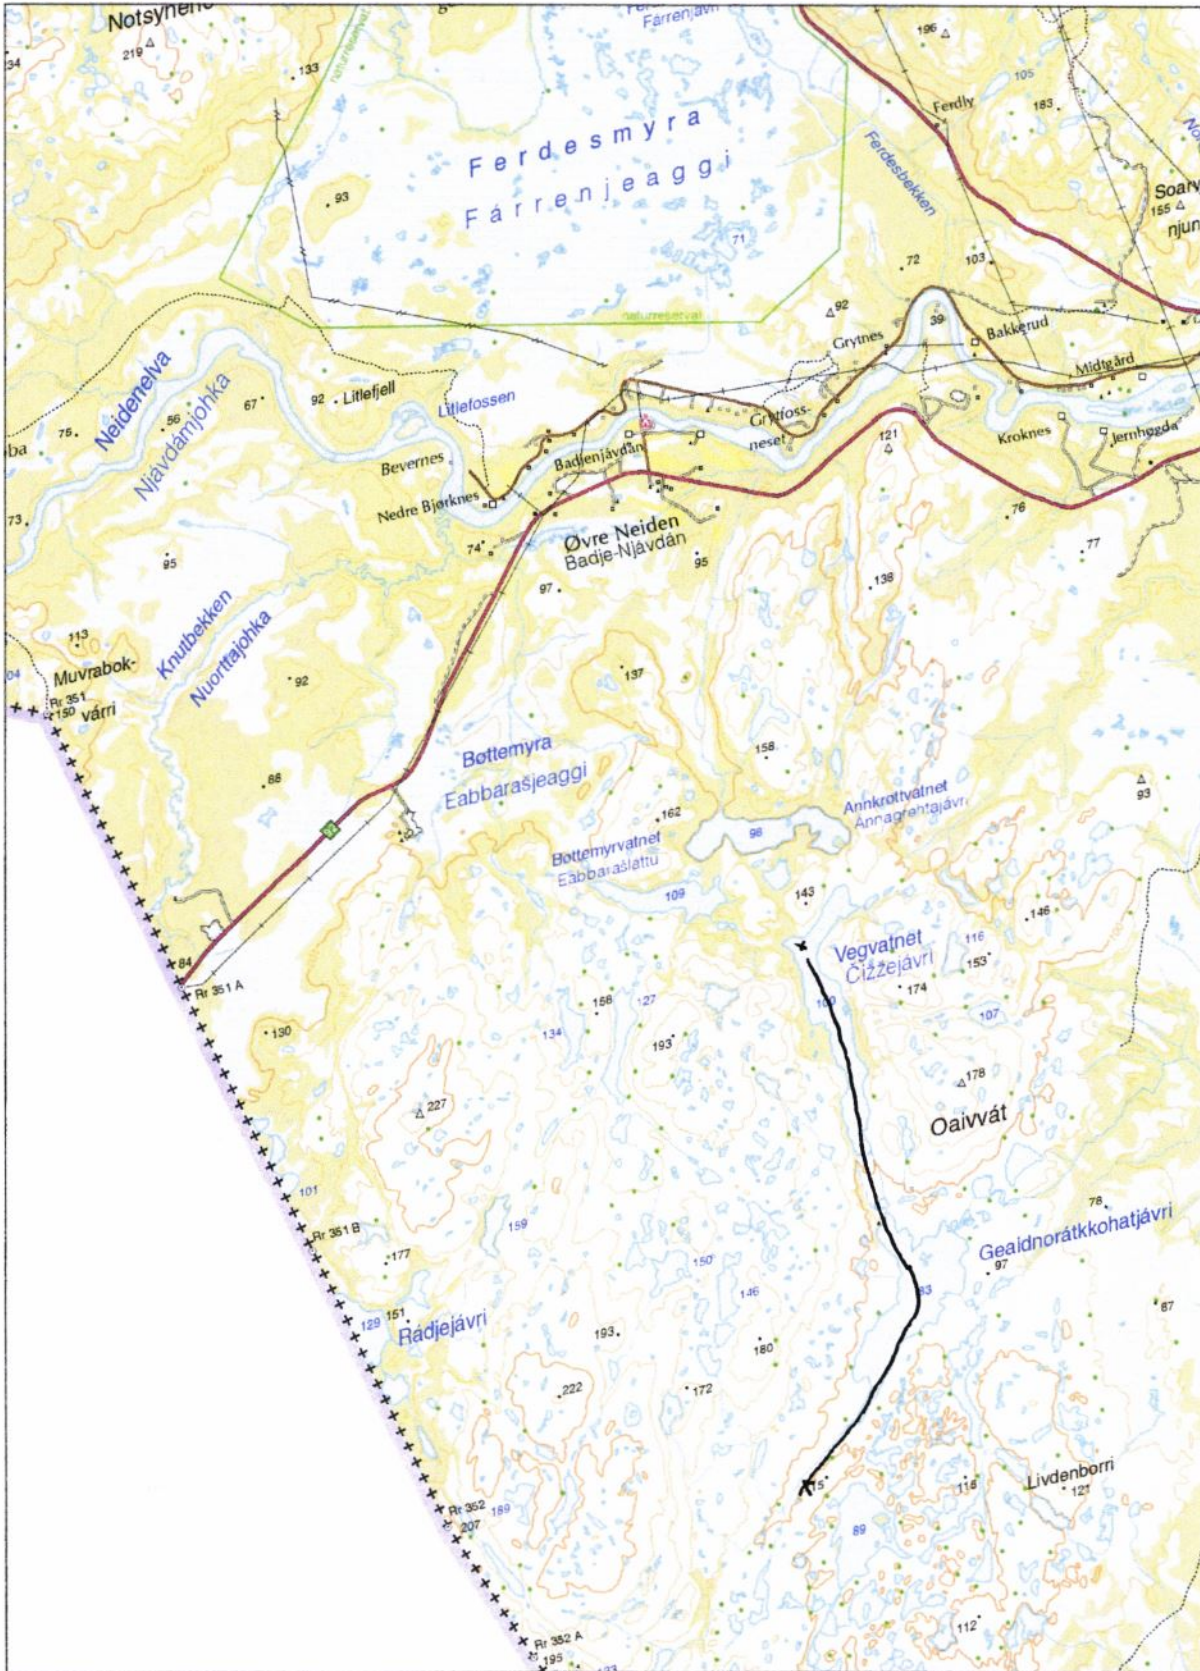 219
133
naturreservat
Fárrenjávri
196
105
183
Ferdly
Ferdesmyra
Fárrenjeaggi
93
71
Ferdesbekken
155
72
103
92
naturreservat
39
Grytnes
Bakkerud
Midtgård
Neidenelva
Njávdámjohka
92
Litlefjell
67
56
75
Litlefossen
Grytfoss-
neset
121
Kroknes
Jernhøgda
Bevernes
Badjenjávdán
Nedre Bjørknes
73
74
Øvre Neiden
Badje-Njávdán
95
97
95
76
77
138
Knutbekken
Nuorttajohka
113
Muvrabok-
várri
Rr 351
150
92
137
158
Bøttemyra
Eabbarašjeaggi
88
162
98
Annkrottvatnet
Annagrehtajávri
93
Bøttemyrvatnet
Eabbarašlattu
109
143
146
Vegvatnet
Čižžejávri
116
153
174
84
Rr 351 A
158
127
107
130
134
193
178
227
Oaivvát
101
159
78
Rr 351 B
177
150
Geaidnorátkkohatjávri
97
146
129
151
Rádjejávri
193
180
87
222
172
Livdenborri
121
Rr 352
207
189
89
112
Rr 352 A
195